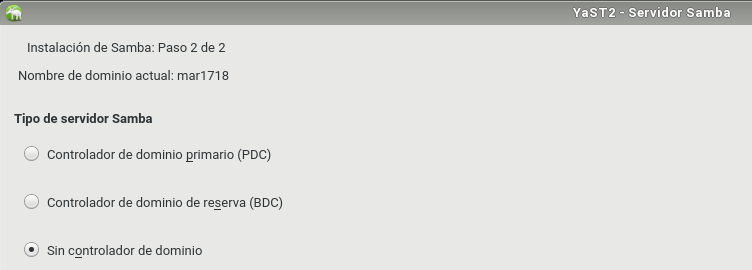 YaST2 - Servidor Samba
Instalación de Samba: Paso 2 de 2
Nombre de dominio actual: mar1718
Tipo de servidor Samba
Controlador de dominio primario (PDC)
Controlador de dominio de reserva (BDC)
Sin controlador de dominio